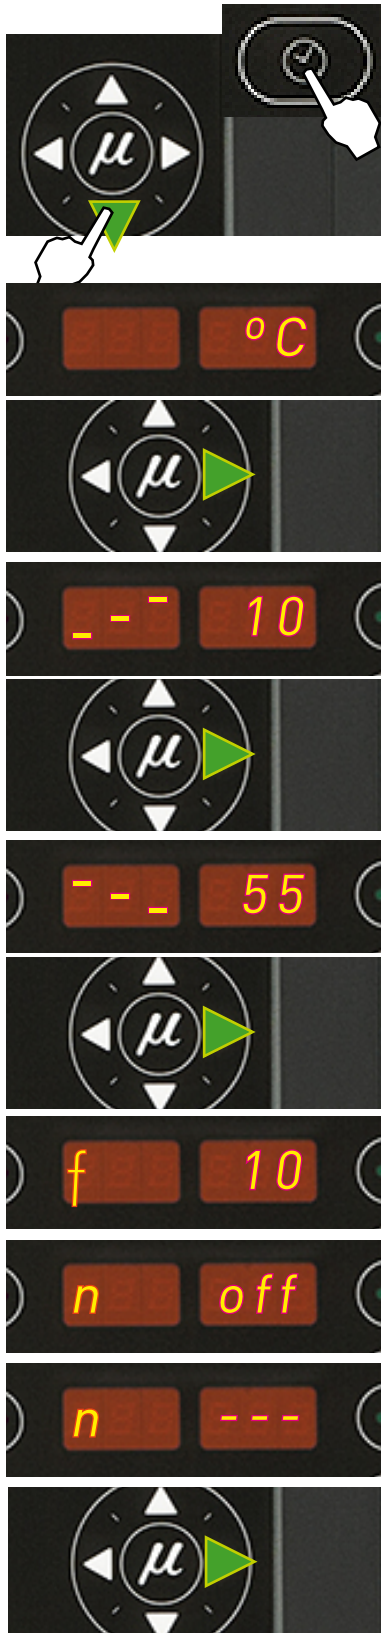 µ
°C
µ
_ - ‾ 10
µ
‾ - _ 55
µ
f 10
n off
n ---
µ